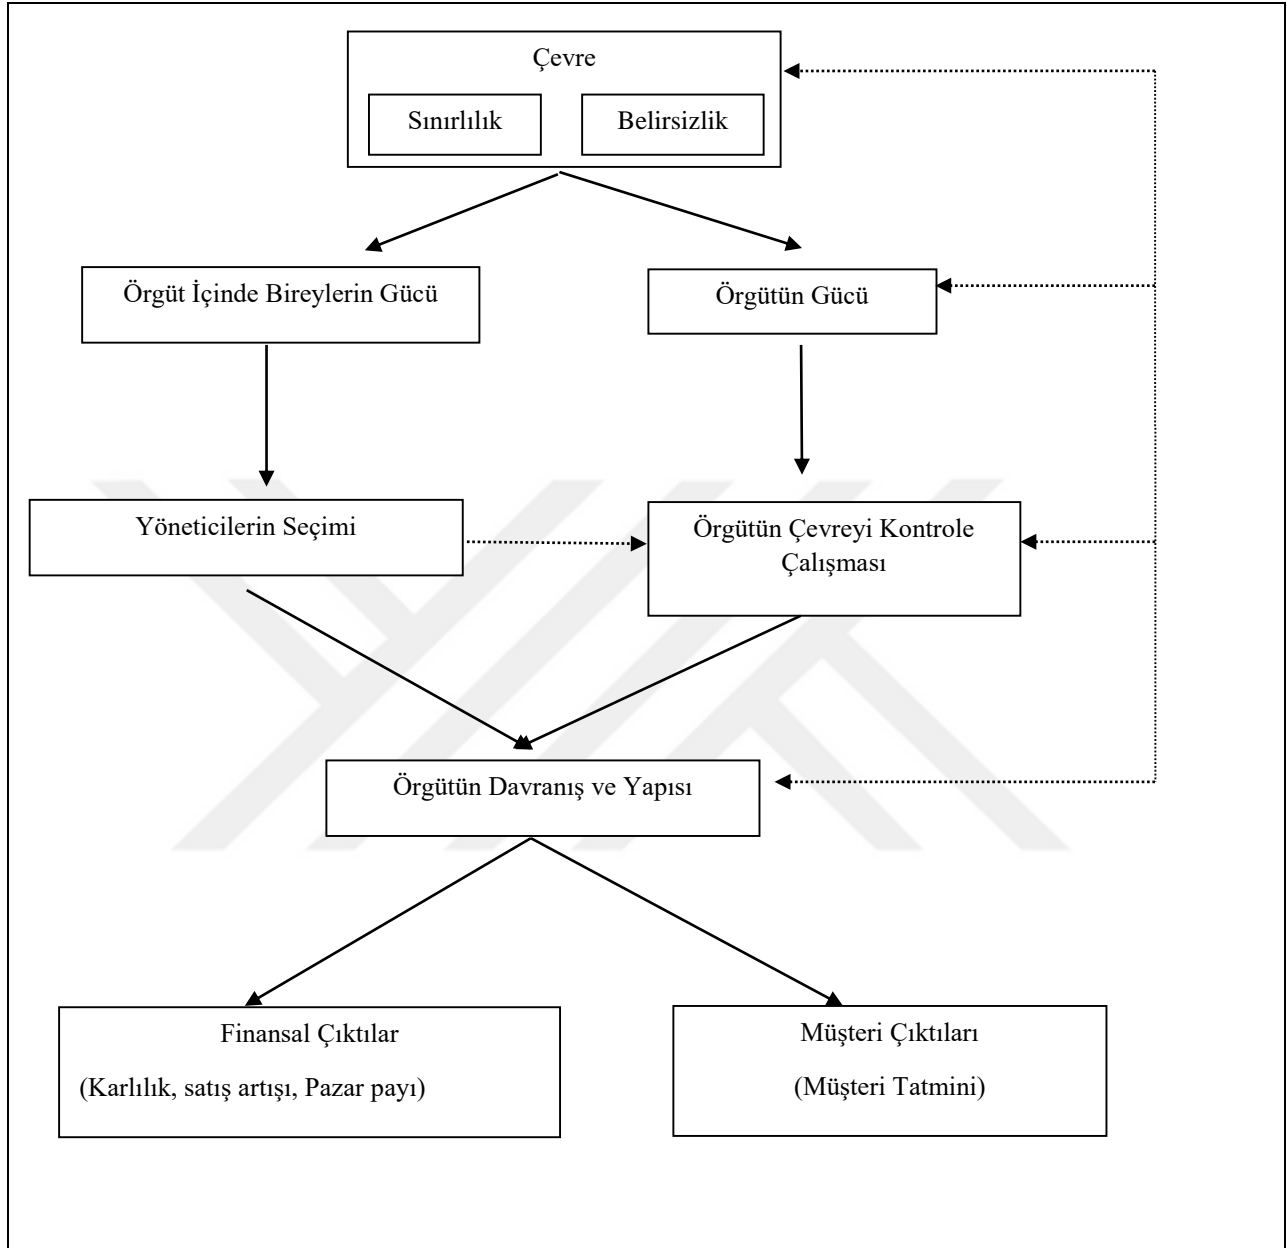 Çevre
Sınırlılık
Belirsizlik
Örgüt İçinde Bireylerin Gücü
Örgütün Gücü
Yöneticilerin Seçimi
Örgütün Çevreyi Kontrole
Çalışması
Örgütün Davranış ve Yapısı
Finansal Çıktılar
(Karlılık, satış artışı, Pazar payı)
Müşteri Çıktıları
(Müşteri Tatmini)